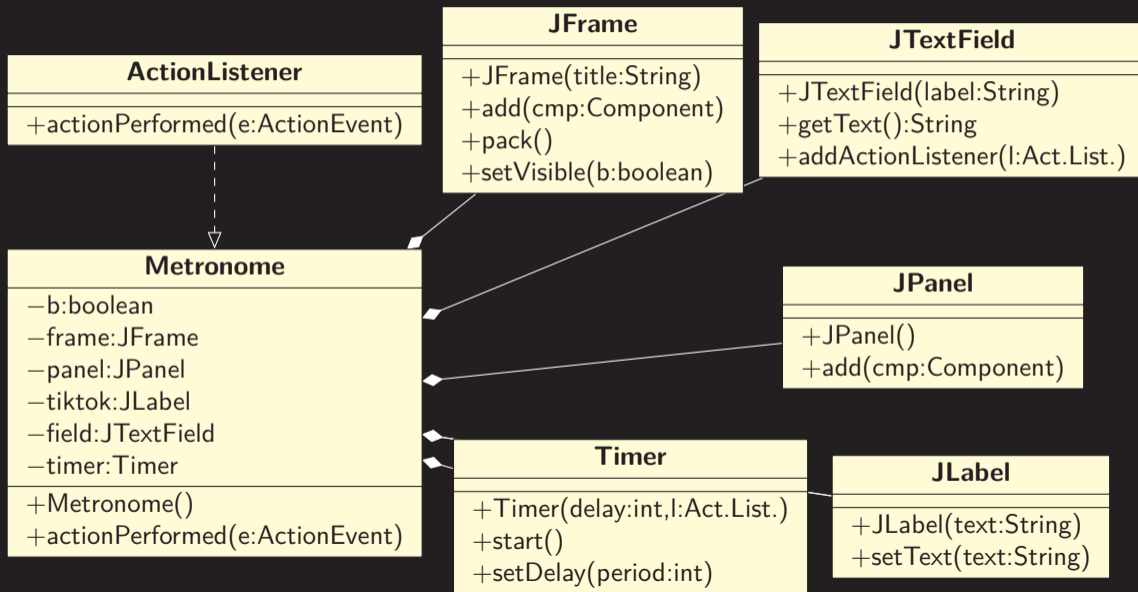 ActionListener
+actionPerformed(e:ActionEvent)
JFrame
+JFrame(title:String)
+add(cmp:Component)
+pack()
+setVisible(b:boolean)
JTextField
+JTextField(label:String)
+getText():String
+addActionListener(l:Act.List.)
Metronome
−b:boolean
−frame:JFrame
−panel:JPanel
−tiktok:JLabel
−field:JTextField
−timer:Timer
+Metronome()
+actionPerformed(e:ActionEvent)
JPanel
+JPanel()
+add(cmp:Component)
Timer
+Timer(delay:int,l:Act.List.)
+start()
+setDelay(period:int)
JLabel
+JLabel(text:String)
+setText(text:String)